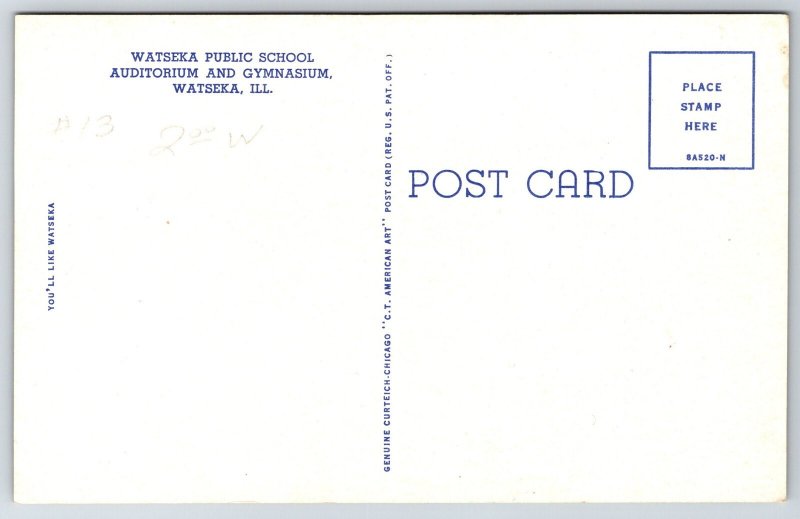 WATSEKA PUBLIC SCHOOL
AUDITORIUM AND GYMNASIUM,
WATSEKA, ILL.
#13
2.00 W
YOU'LL LIKE WATSEKA
GENUINE CURTEICH-CHICAGO "C.T. AMERICAN ART" POST CARD (REG. U.S. PAT. OFF.)
POST CARD
PLACE
STAMP
HERE
8A520-N